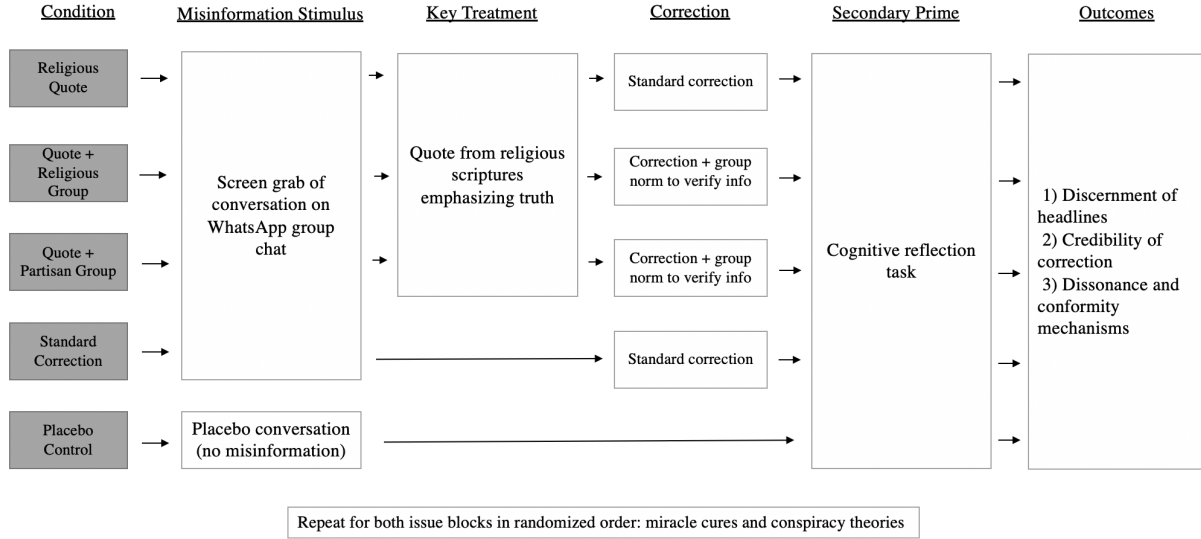 Condition
Misinformation Stimulus
Key Treatment
Correction
Secondary Prime
Outcomes
Religious
Quote
Quote +
Religious
Group
Quote +
Partisan Group
Standard
Correction
Placebo
Control
Screen grab of
conversation on
WhatsApp group
chat
Placebo conversation
(no misinformation)
Quote from religious
scriptures
emphasizing truth
Standard correction
Correction + group
norm to verify info
Correction + group
norm to verify info
Standard correction
Cognitive reflection
task
1) Discernment of
headlines
2) Credibility of
correction
3) Dissonance and
conformity
mechanisms
Repeat for both issue blocks in randomized order: miracle cures and conspiracy theories